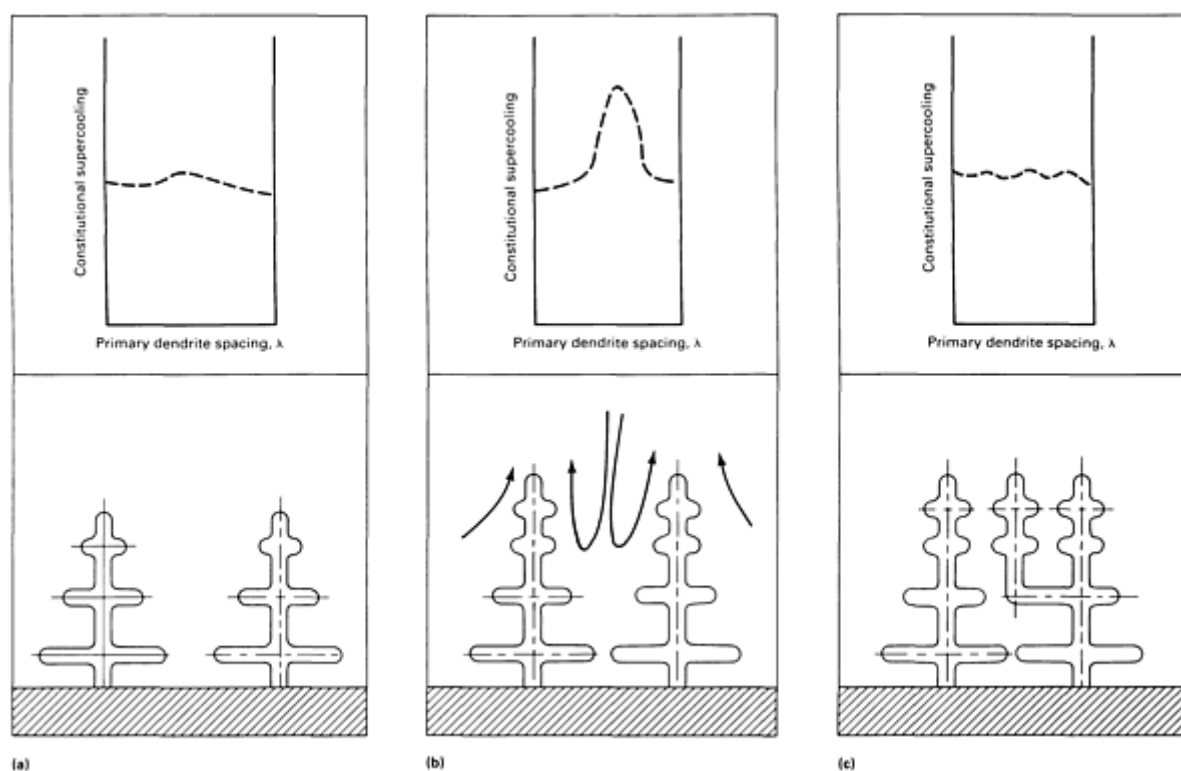 Constitutional supercooling
Primary dendrite spacing, λ
Constitutional supercooling
Primary dendrite spacing, λ
Constitutional supercooling
Primary dendrite spacing, λ
(a)
(b)
(c)